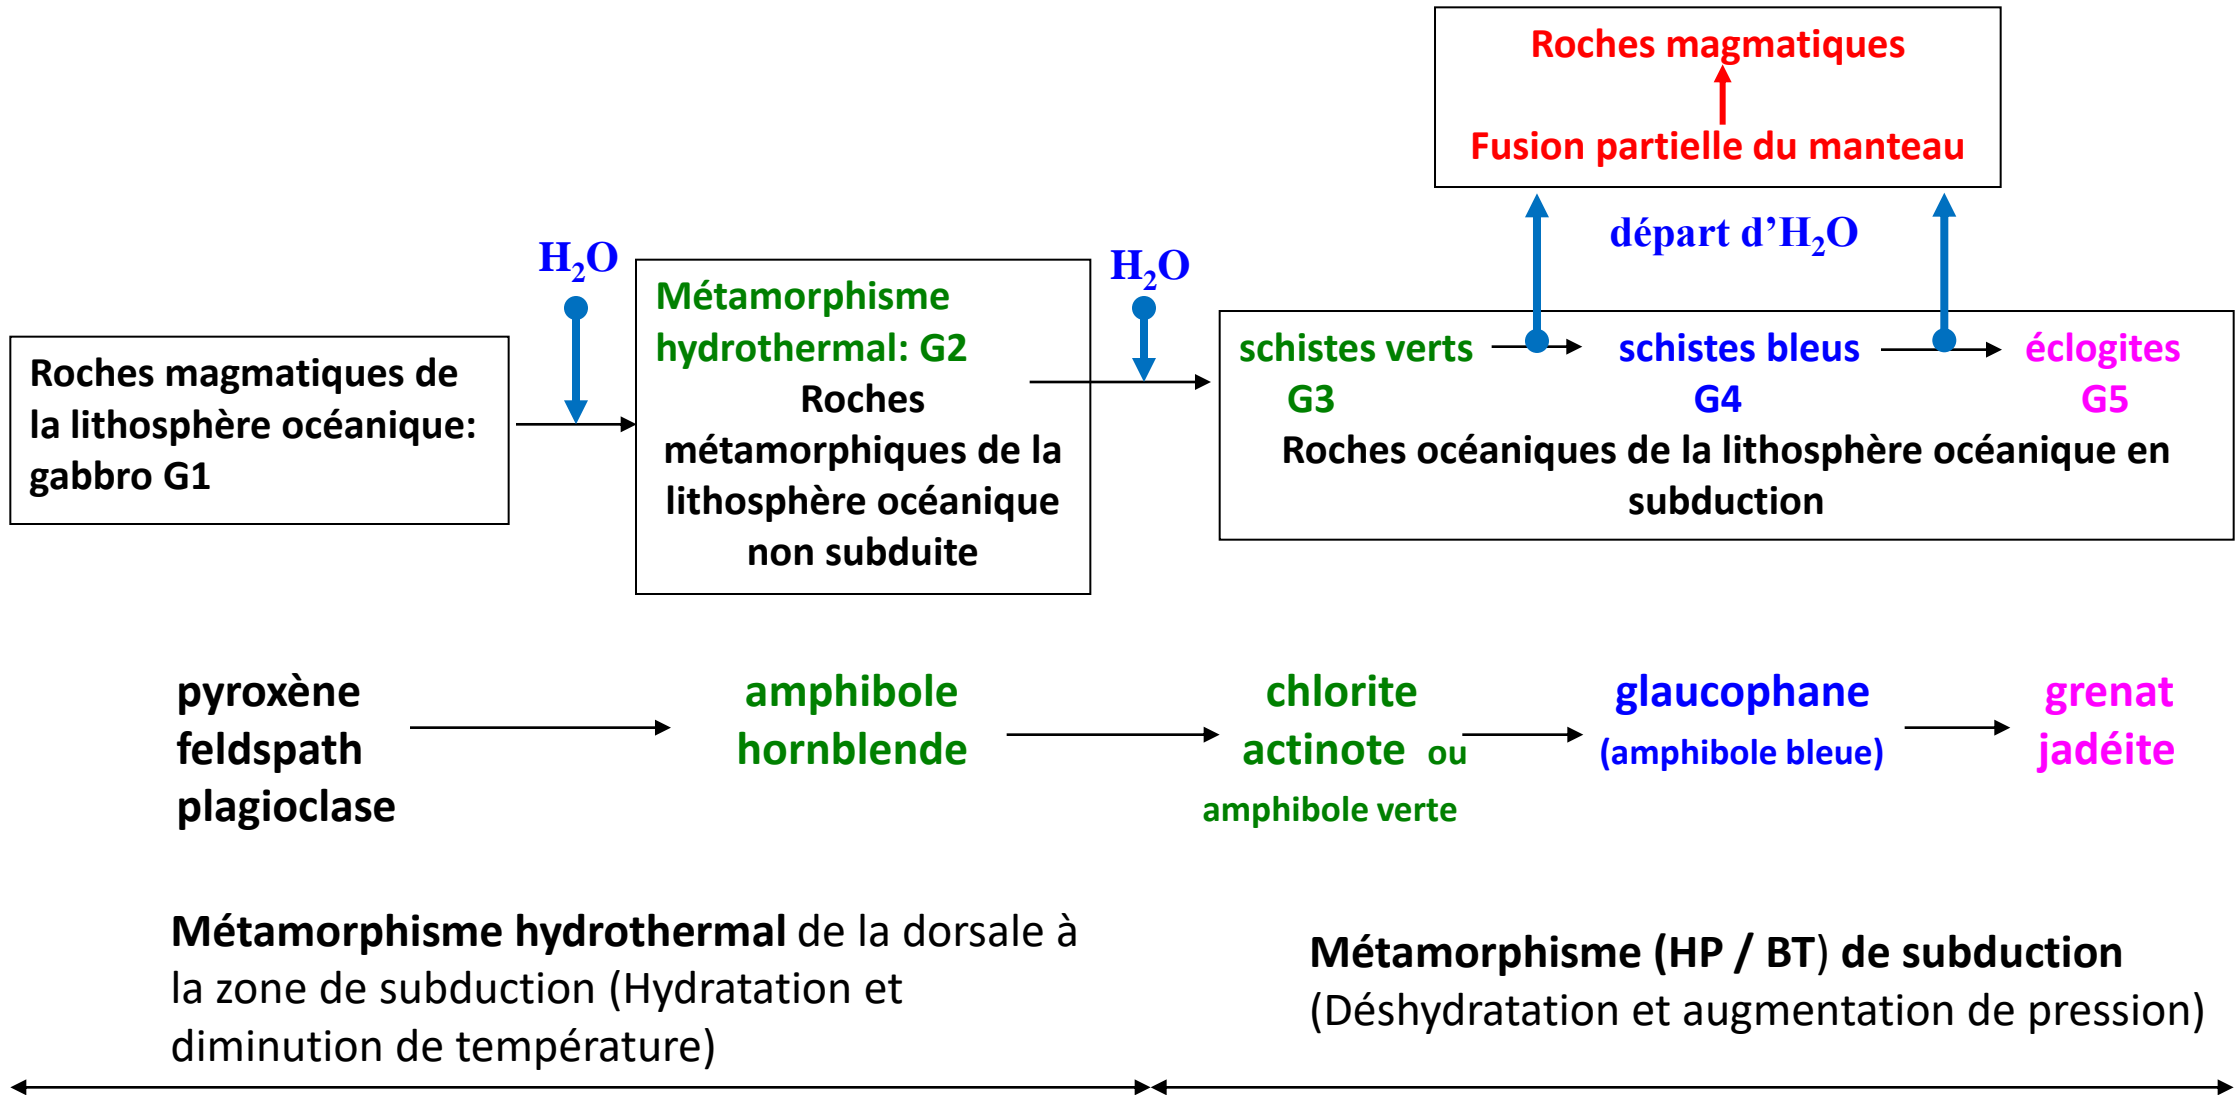 Roches magmatiques
Fusion partielle du manteau
départ d’H₂O
H₂O
H₂O
Roches magmatiques de
la lithosphère océanique:
gabbro G1
Métamorphisme
hydrothermal: G2
Roches
métamorphiques de la
lithosphère océanique
non subduite
schistes verts
G3
schistes bleus
G4
éclogites
G5
Roches océaniques de la lithosphère océanique en
subduction
pyroxène
feldspath
plagioclase
amphibole
hornblende
chlorite
actinote ou
amphibole verte
glaucophane
(amphibole bleue)
grenat
jadéite
Métamorphisme hydrothermal de la dorsale à
la zone de subduction (Hydratation et
diminution de température)
Métamorphisme (HP / BT) de subduction
(Déshydratation et augmentation de pression)